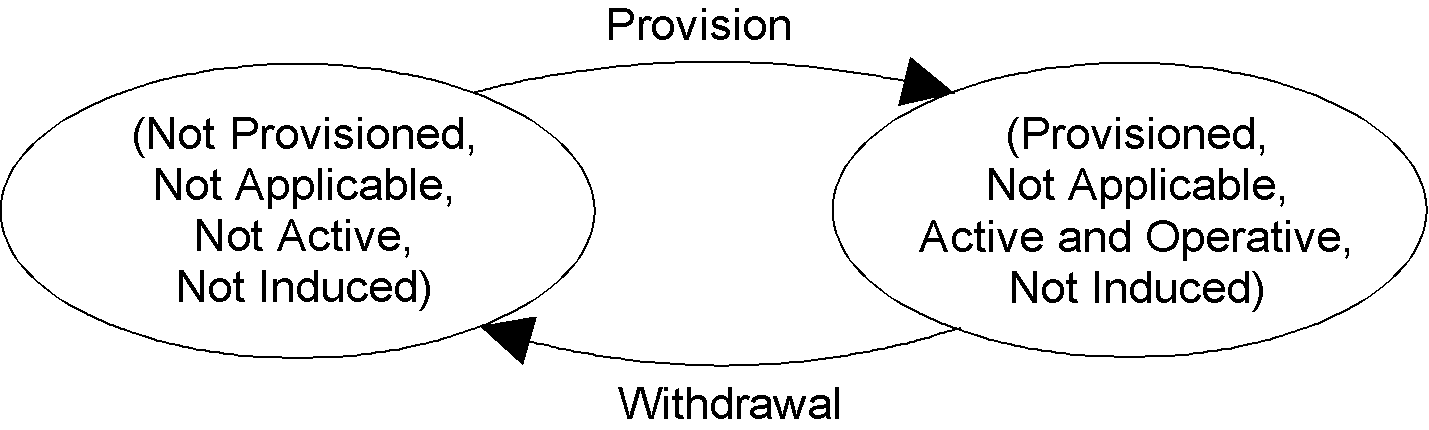 Provision
(Not Provisioned,
Not Applicable,
Not Active,
Not Induced)
(Provisioned,
Not Applicable,
Active and Operative,
Not Induced)
Withdrawal